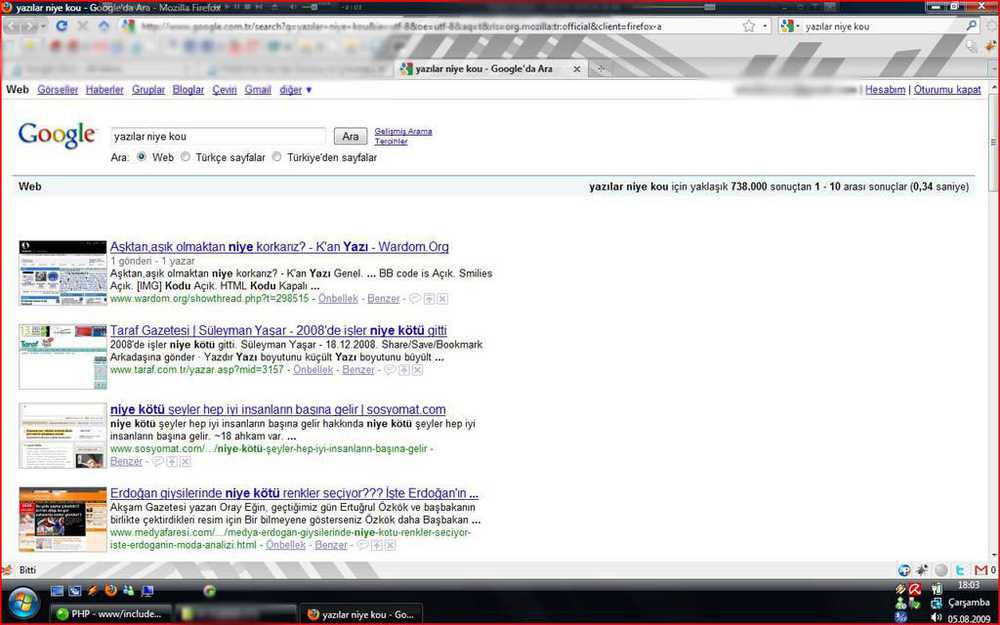 yazılar niye kou - Google'da Ara - Mozilla Firefox
http://www.google.com.tr/search?q=yazılar+niye+kou&ie=utf-8&oe=utf-8&aq=t&rls=org.mozilla:tr:official&client=firefox-a
yazılar niye kou
yazılar niye kou - Google'da Ara
Web Görseller Haberler Gruplar Bloglar Çeviri Gmail diğer ▼
| Hesabım | Oturumu kapat
Google
yazılar niye kou
Ara
Gelişmiş Arama
Tercihler
Ara: Web Türkçe sayfalar Türkiye'den sayfalar
Web
yazılar niye kou için yaklaşık 738.000 sonuçtan 1 - 10 arası sonuçlar (0,34 saniye)
Aşktan,aşık olmaktan niye korkarız? - K'an Yazı - Wardom.Org
1 gönderi - 1 yazar
Aşktan,aşık olmaktan niye korkarız? - K'an Yazı Genel. ... BB code is Açık. Smilies
Açık. [IMG] Kodu Açık. HTML Kodu Kapalı ...
www.wardom.org/showthread.php?t=298515 - Önbellek - Benzer -
Taraf Gazetesi | Süleyman Yaşar - 2008'de işler niye kötü gitti
2008'de işler niye kötü gitti. Süleyman Yaşar - 18.12.2008. Share/Save/Bookmark
Arkadaşına gönder · Yazdır Yazı boyutunu küçült Yazı boyutunu büyült ...
www.taraf.com.tr/yazar.asp?mid=3157 - Önbellek - Benzer -
Taraf
niye kötü şeyler hep iyi insanların başına gelir | sosyomat.com
niye kötü şeyler hep iyi insanların başına gelir hakkında niye kötü şeyler hep iyi
insanların başına gelir. ~18 ahkam var. ...
www.sosyomat.com/.../niye-kötü-şeyler-hep-iyi-insanların-başına-gelir -
Benzer -
Erdoğan giysilerinde niye kötü renkler seçiyor??? İşte Erdoğan'ın ...
Akşam Gazetesi yazarı Oray Eğin, geçtiğimiz gün Ertuğrul Özkök ve başbakanın
birlikte çektirdikleri resim için Bir bilmeyene gösterseniz Özkök daha Başbakan ...
www.medyafaresi.com/.../medya-erdogan-giysilerinde-niye-kotu-renkler-seciyor-
iste-erdoganin-moda-analizi.html - Önbellek - Benzer -
Bitti
0
18:03
PHP - www/include...
yazılar niye kou - Go...
Çarşamba
05.08.2009